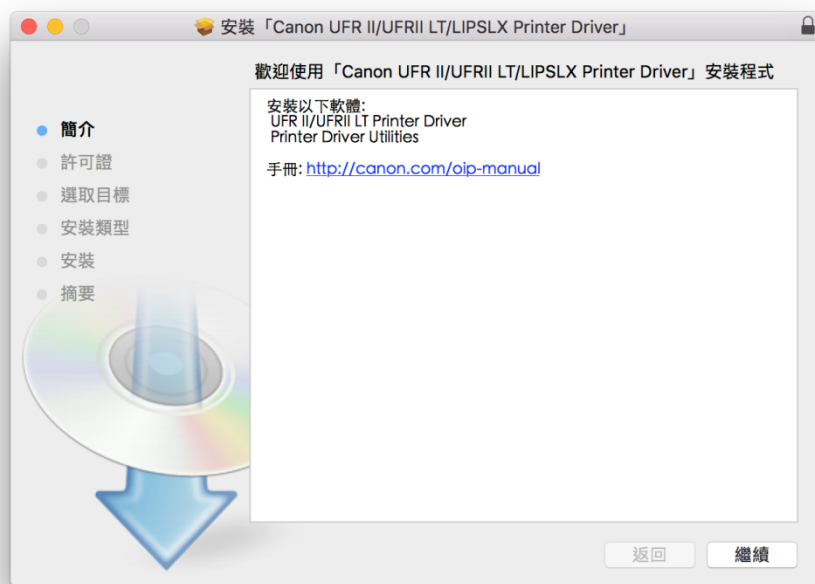 安裝「Canon UFR II/UFRII LT/LIPSLX Printer Driver」
歡迎使用「Canon UFR II/UFRII LT/LIPSLX Printer Driver」安裝程式
簡介
許可證
選取目標
安裝類型
安裝
摘要
安裝以下軟體:
UFR II/UFRII LT Printer Driver
Printer Driver Utilities
手冊: http://canon.com/oip-manual
返回
繼續